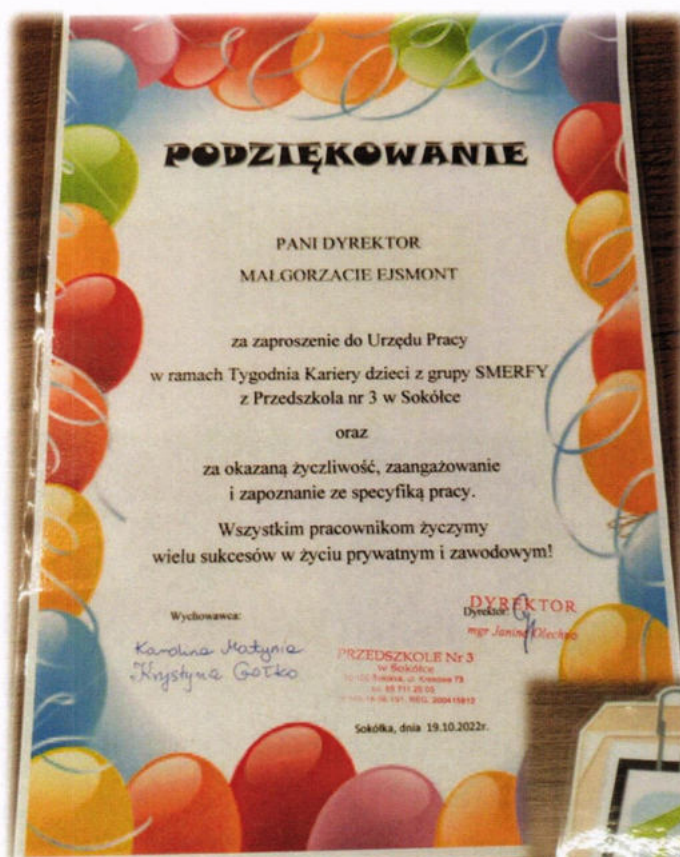 PODZIĘKOWANIE
PANI DYREKTOR
MAŁGORZACIE EJSMONT
za zaproszenie do Urzędu Pracy
w ramach Tygodnia Kariery dzieci z grupy SMERFY
z Przedszkola nr 3 w Sokółce
oraz
za okazaną życzliwość, zaangażowanie
i zapoznanie ze specyfiką pracy.
Wszystkim pracownikom życzymy
wielu sukcesów w życiu prywatnym i zawodowym!
Wychowawca:
Karolina Matynia
Krystyna Gotko
Dyrektor:
DYREKTOR
mgr Janina Olechno
PRZEDSZKOLE Nr 3
w Sokółce
Sokółka, dnia 19.10.2022r.